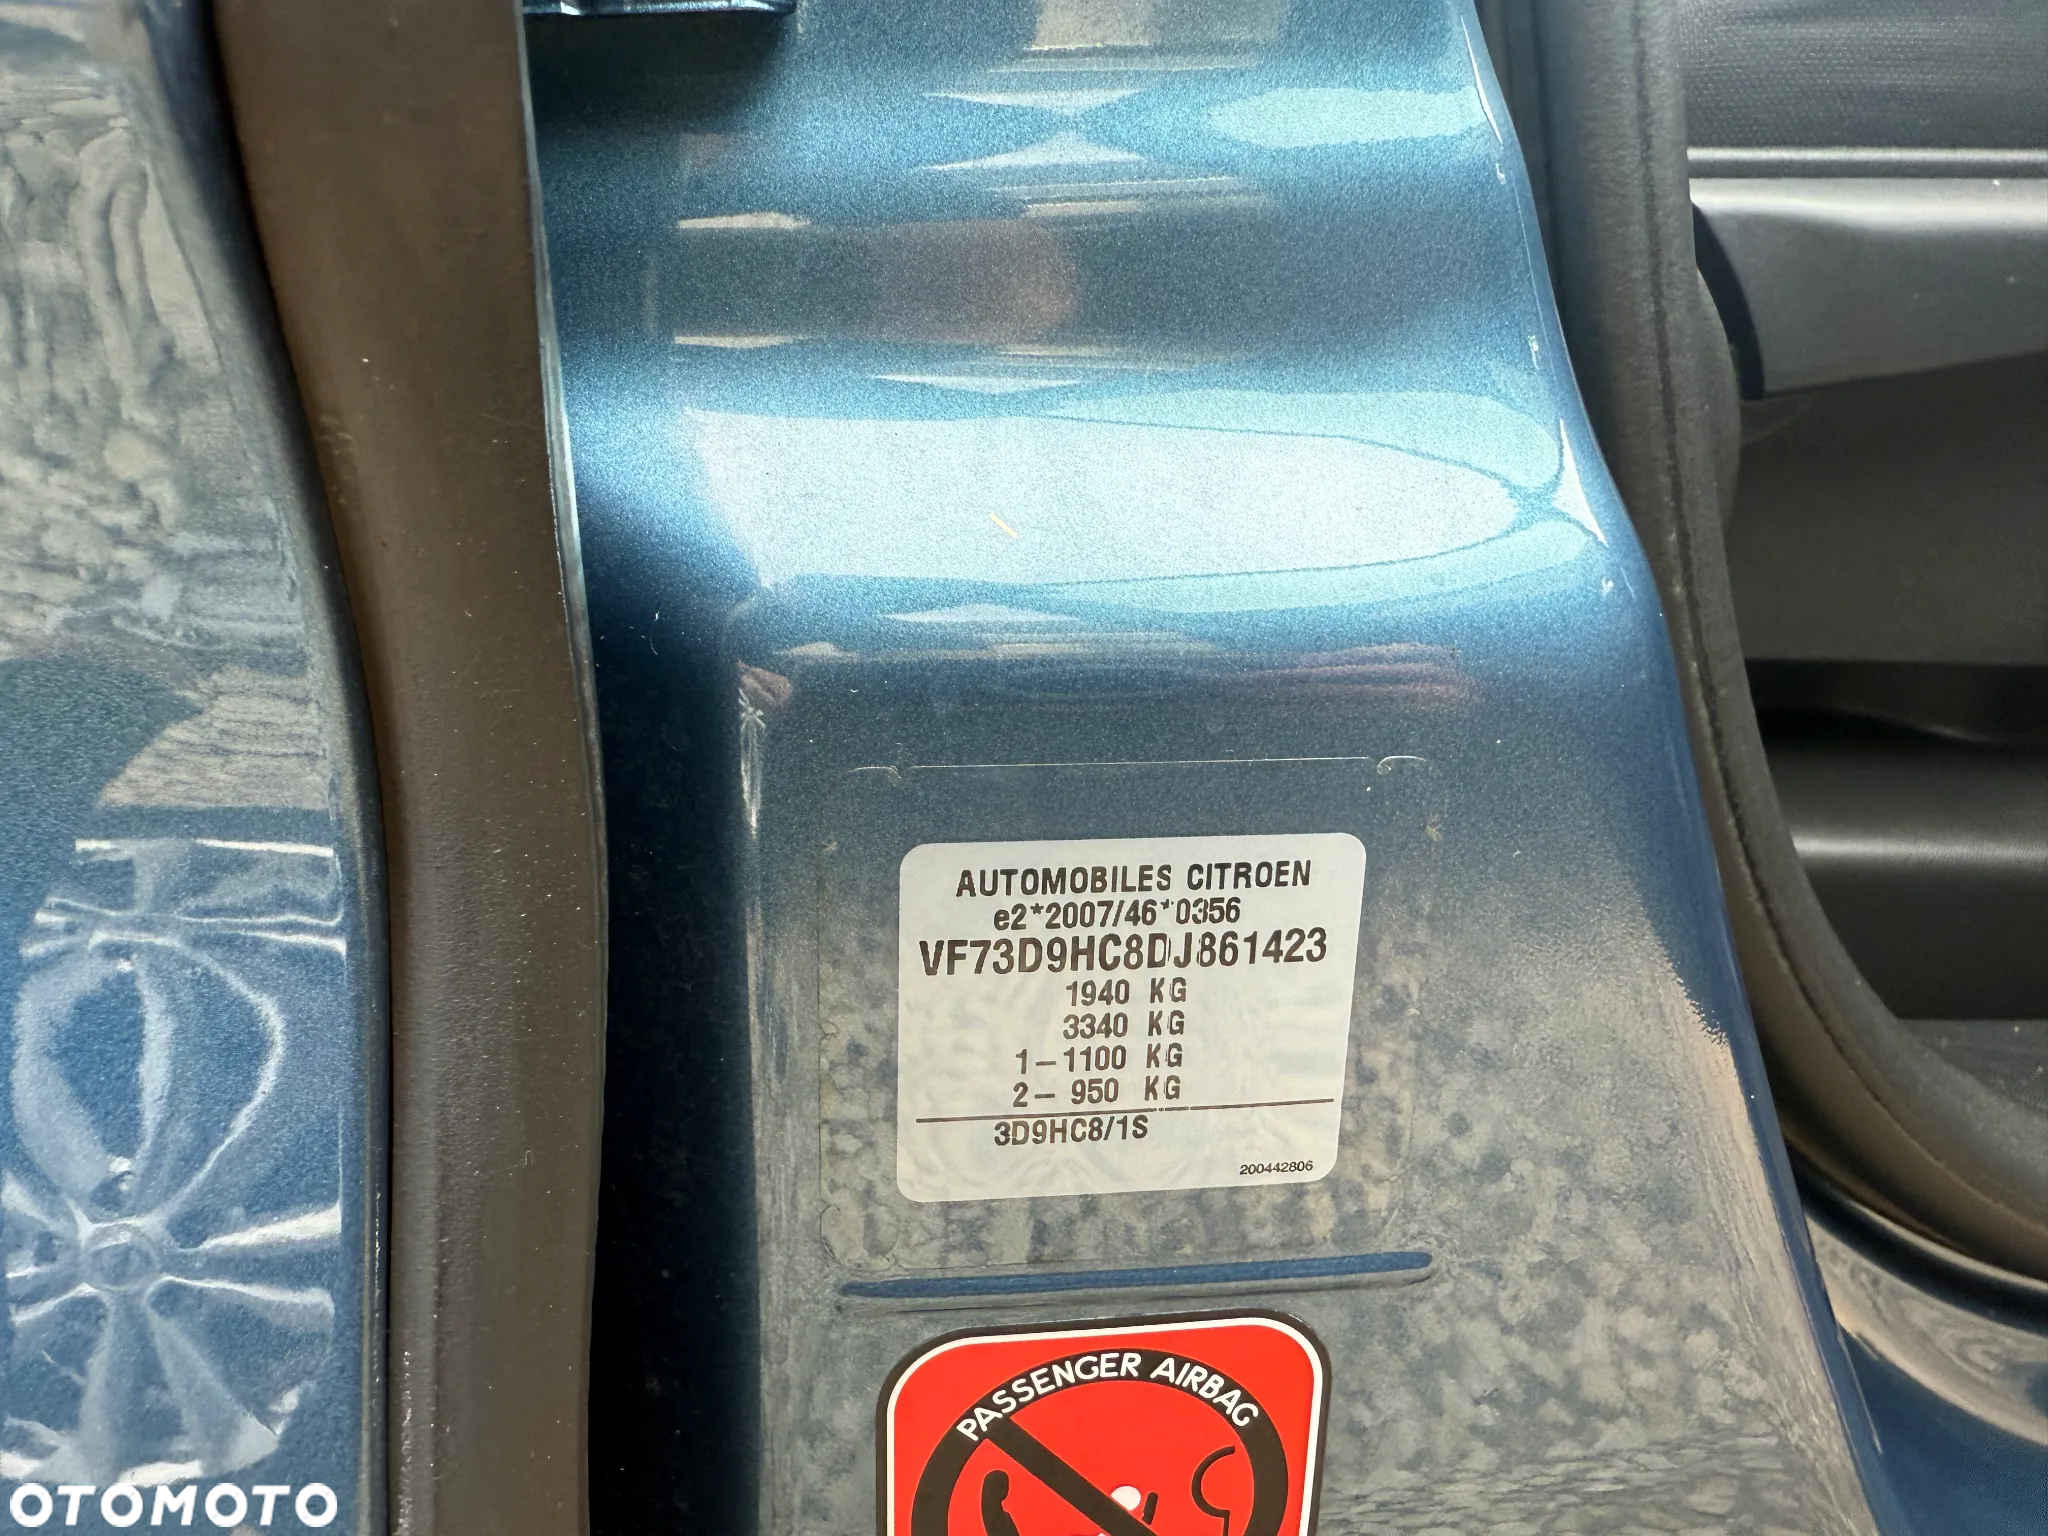 AUTOMOBILES CITROEN
e2*2007/46*0356
VF73D9HC8DJ861423
1940 KG
3340 KG
1-1100 KG
2- 950 KG
3D9HC8/1S
200442806
PASSENGER AIRBAG
OTOMOTO